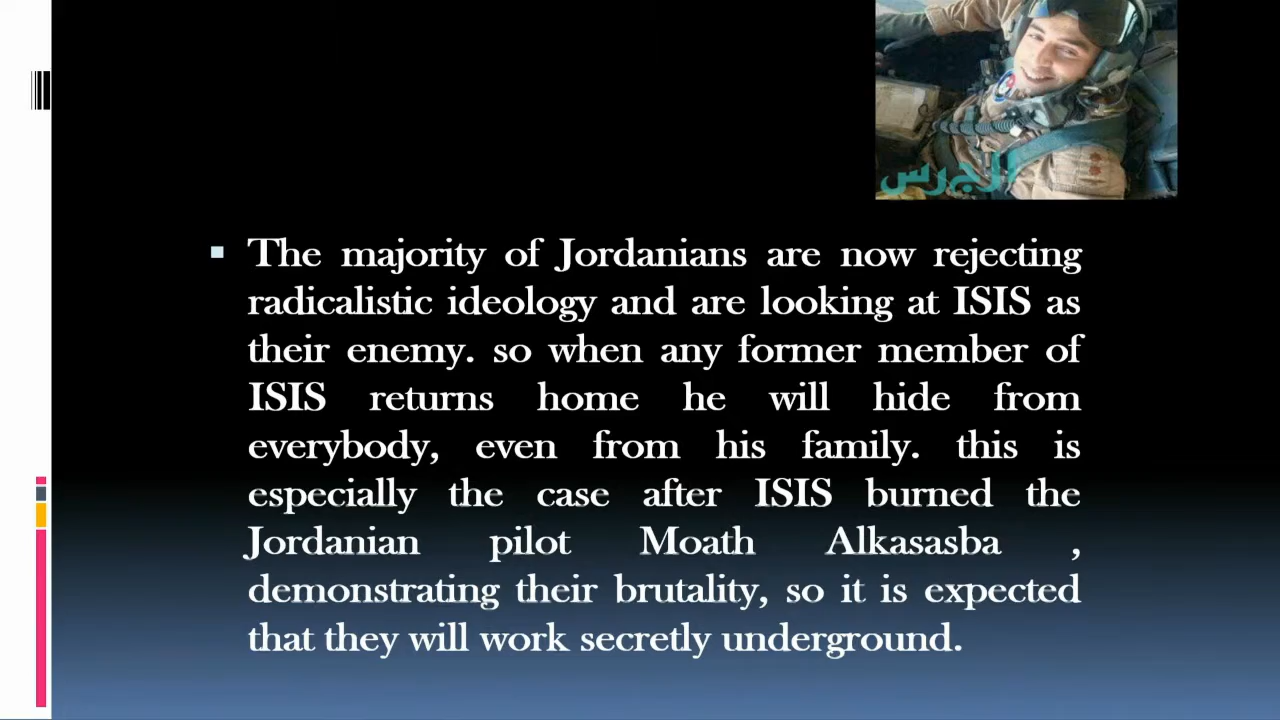 الجرس
The majority of Jordanians are now rejecting
radicalistic ideology and are looking at ISIS as
their enemy. so when any former member of
ISIS returns home he will hide from
everybody, even from his family. this is
especially the case after ISIS burned the
Jordanian pilot Moath Alkasasba ,
demonstrating their brutality, so it is expected
that they will work secretly underground.